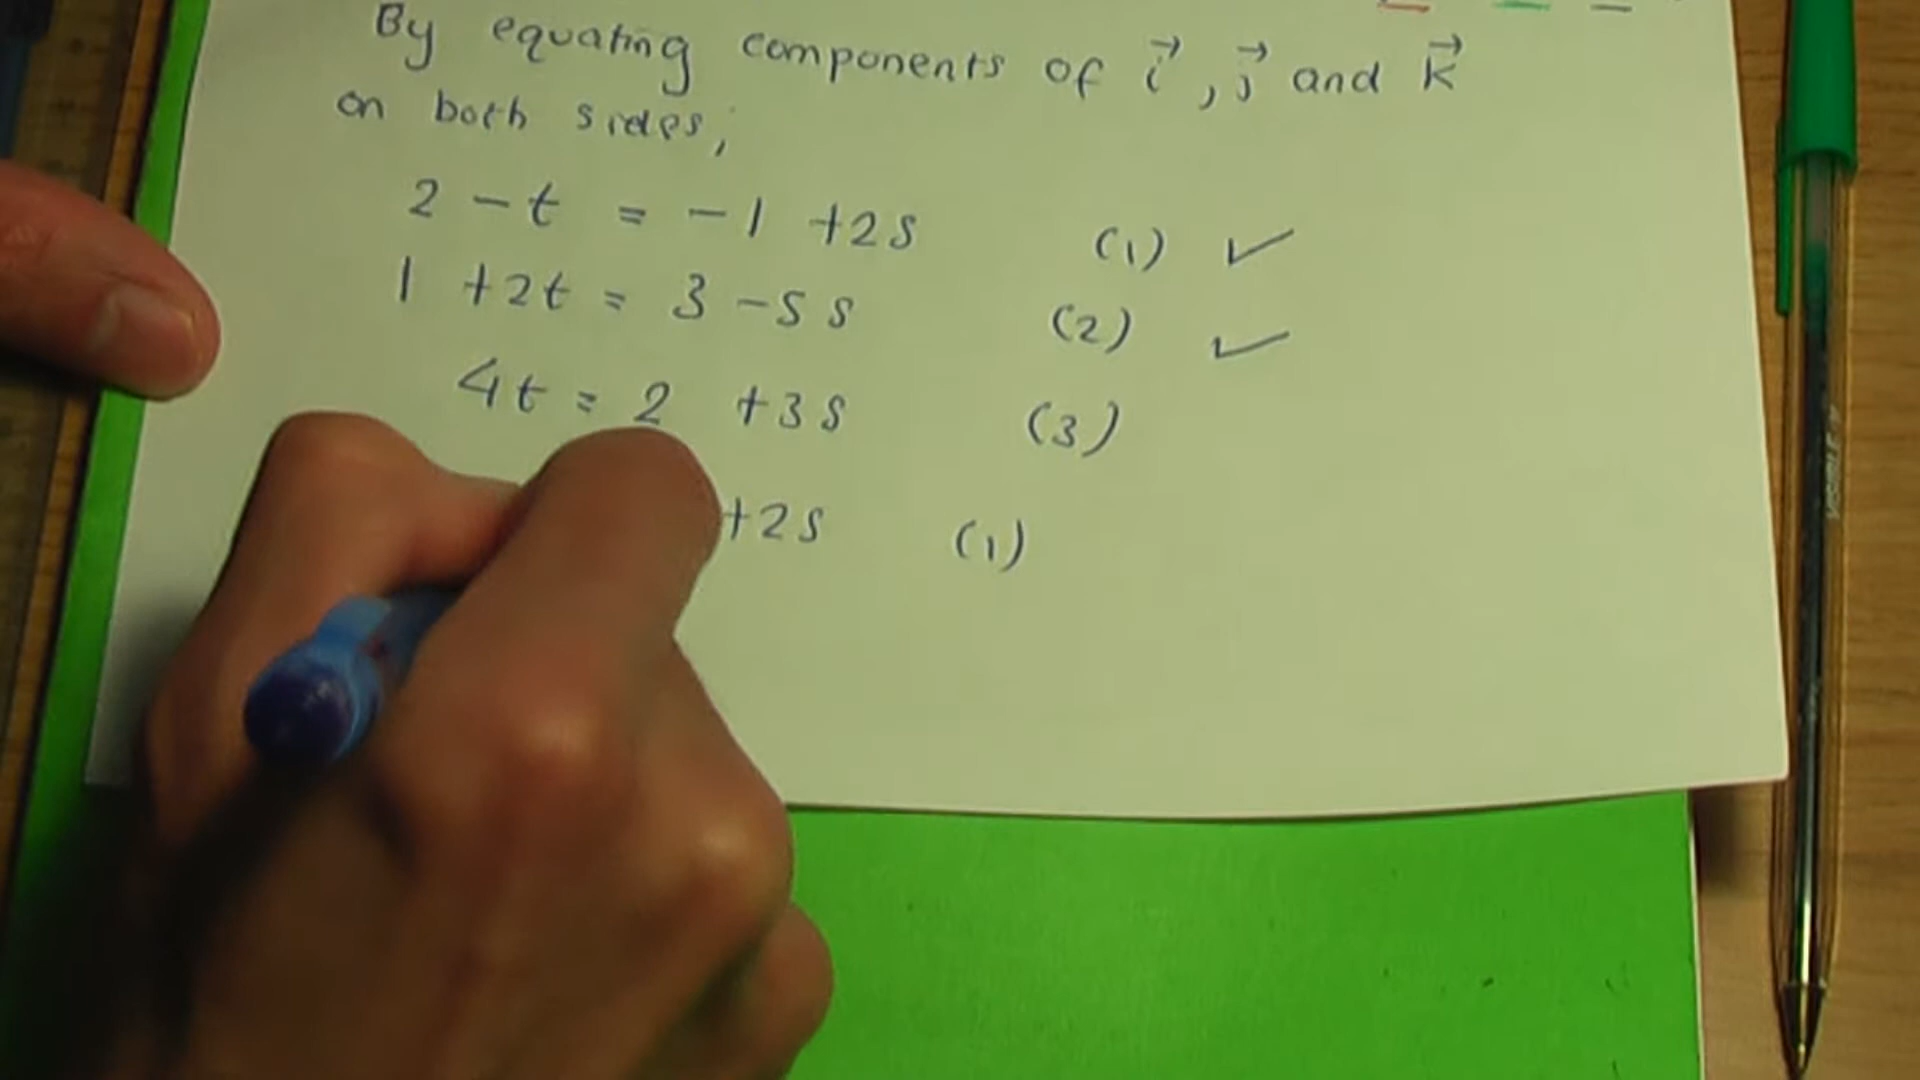 By equating components of i⃗, j⃗ and k⃗
on both sides,
2 - t = -1 +2s (1) ✓
1 +2t = 3 -5s (2) ✓
4t = 2 +3s (3)
+2s (1)